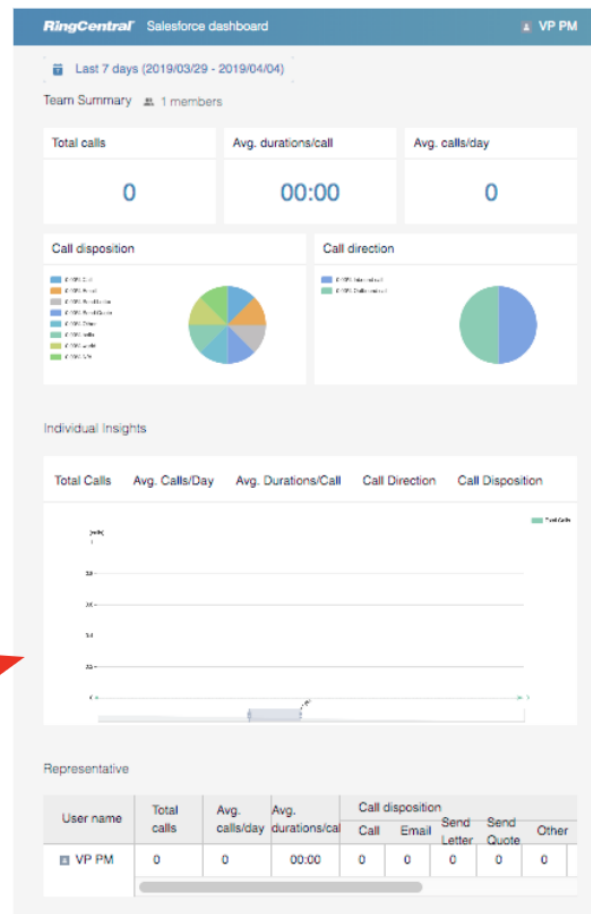 RingCentral® Salesforce dashboard VP PM
Last 7 days (2019/03/29 - 2019/04/04)
Team Summary 1 members
Total calls Avg. durations/call Avg. calls/day
0 00:00 0
Call disposition Call direction
Individual Insights
Total Calls Avg. Calls/Day Avg. Durations/Call Call Direction Call Disposition
Total Calls
Representative
User name Total calls Avg. calls/day Avg. durations/cal Call disposition
Call Email Send Letter Send Quote Other
VP PM 0 0 00:00 0 0 0 0 0